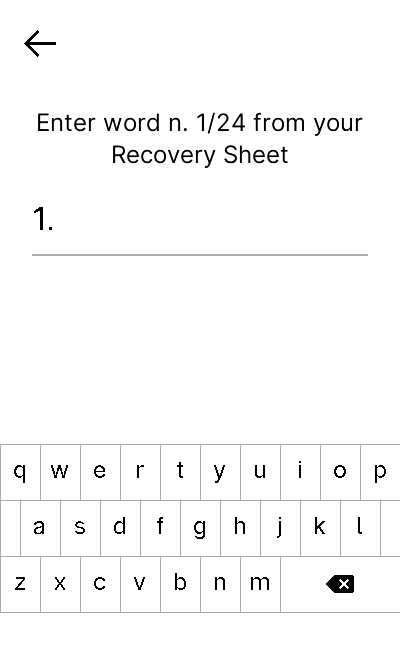 Enter word n. 1/24 from your
Recovery Sheet
1.
q w e r t y u i o p
a s d f g h j k l
z x c v b n m